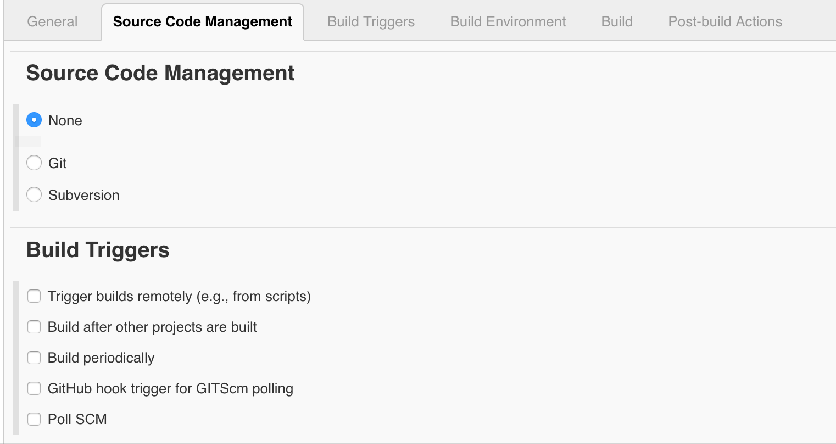 General Source Code Management Build Triggers Build Environment Build Post-build Actions
Source Code Management
None
Git
Subversion
Build Triggers
Trigger builds remotely (e.g., from scripts)
Build after other projects are built
Build periodically
GitHub hook trigger for GITScm polling
Poll SCM